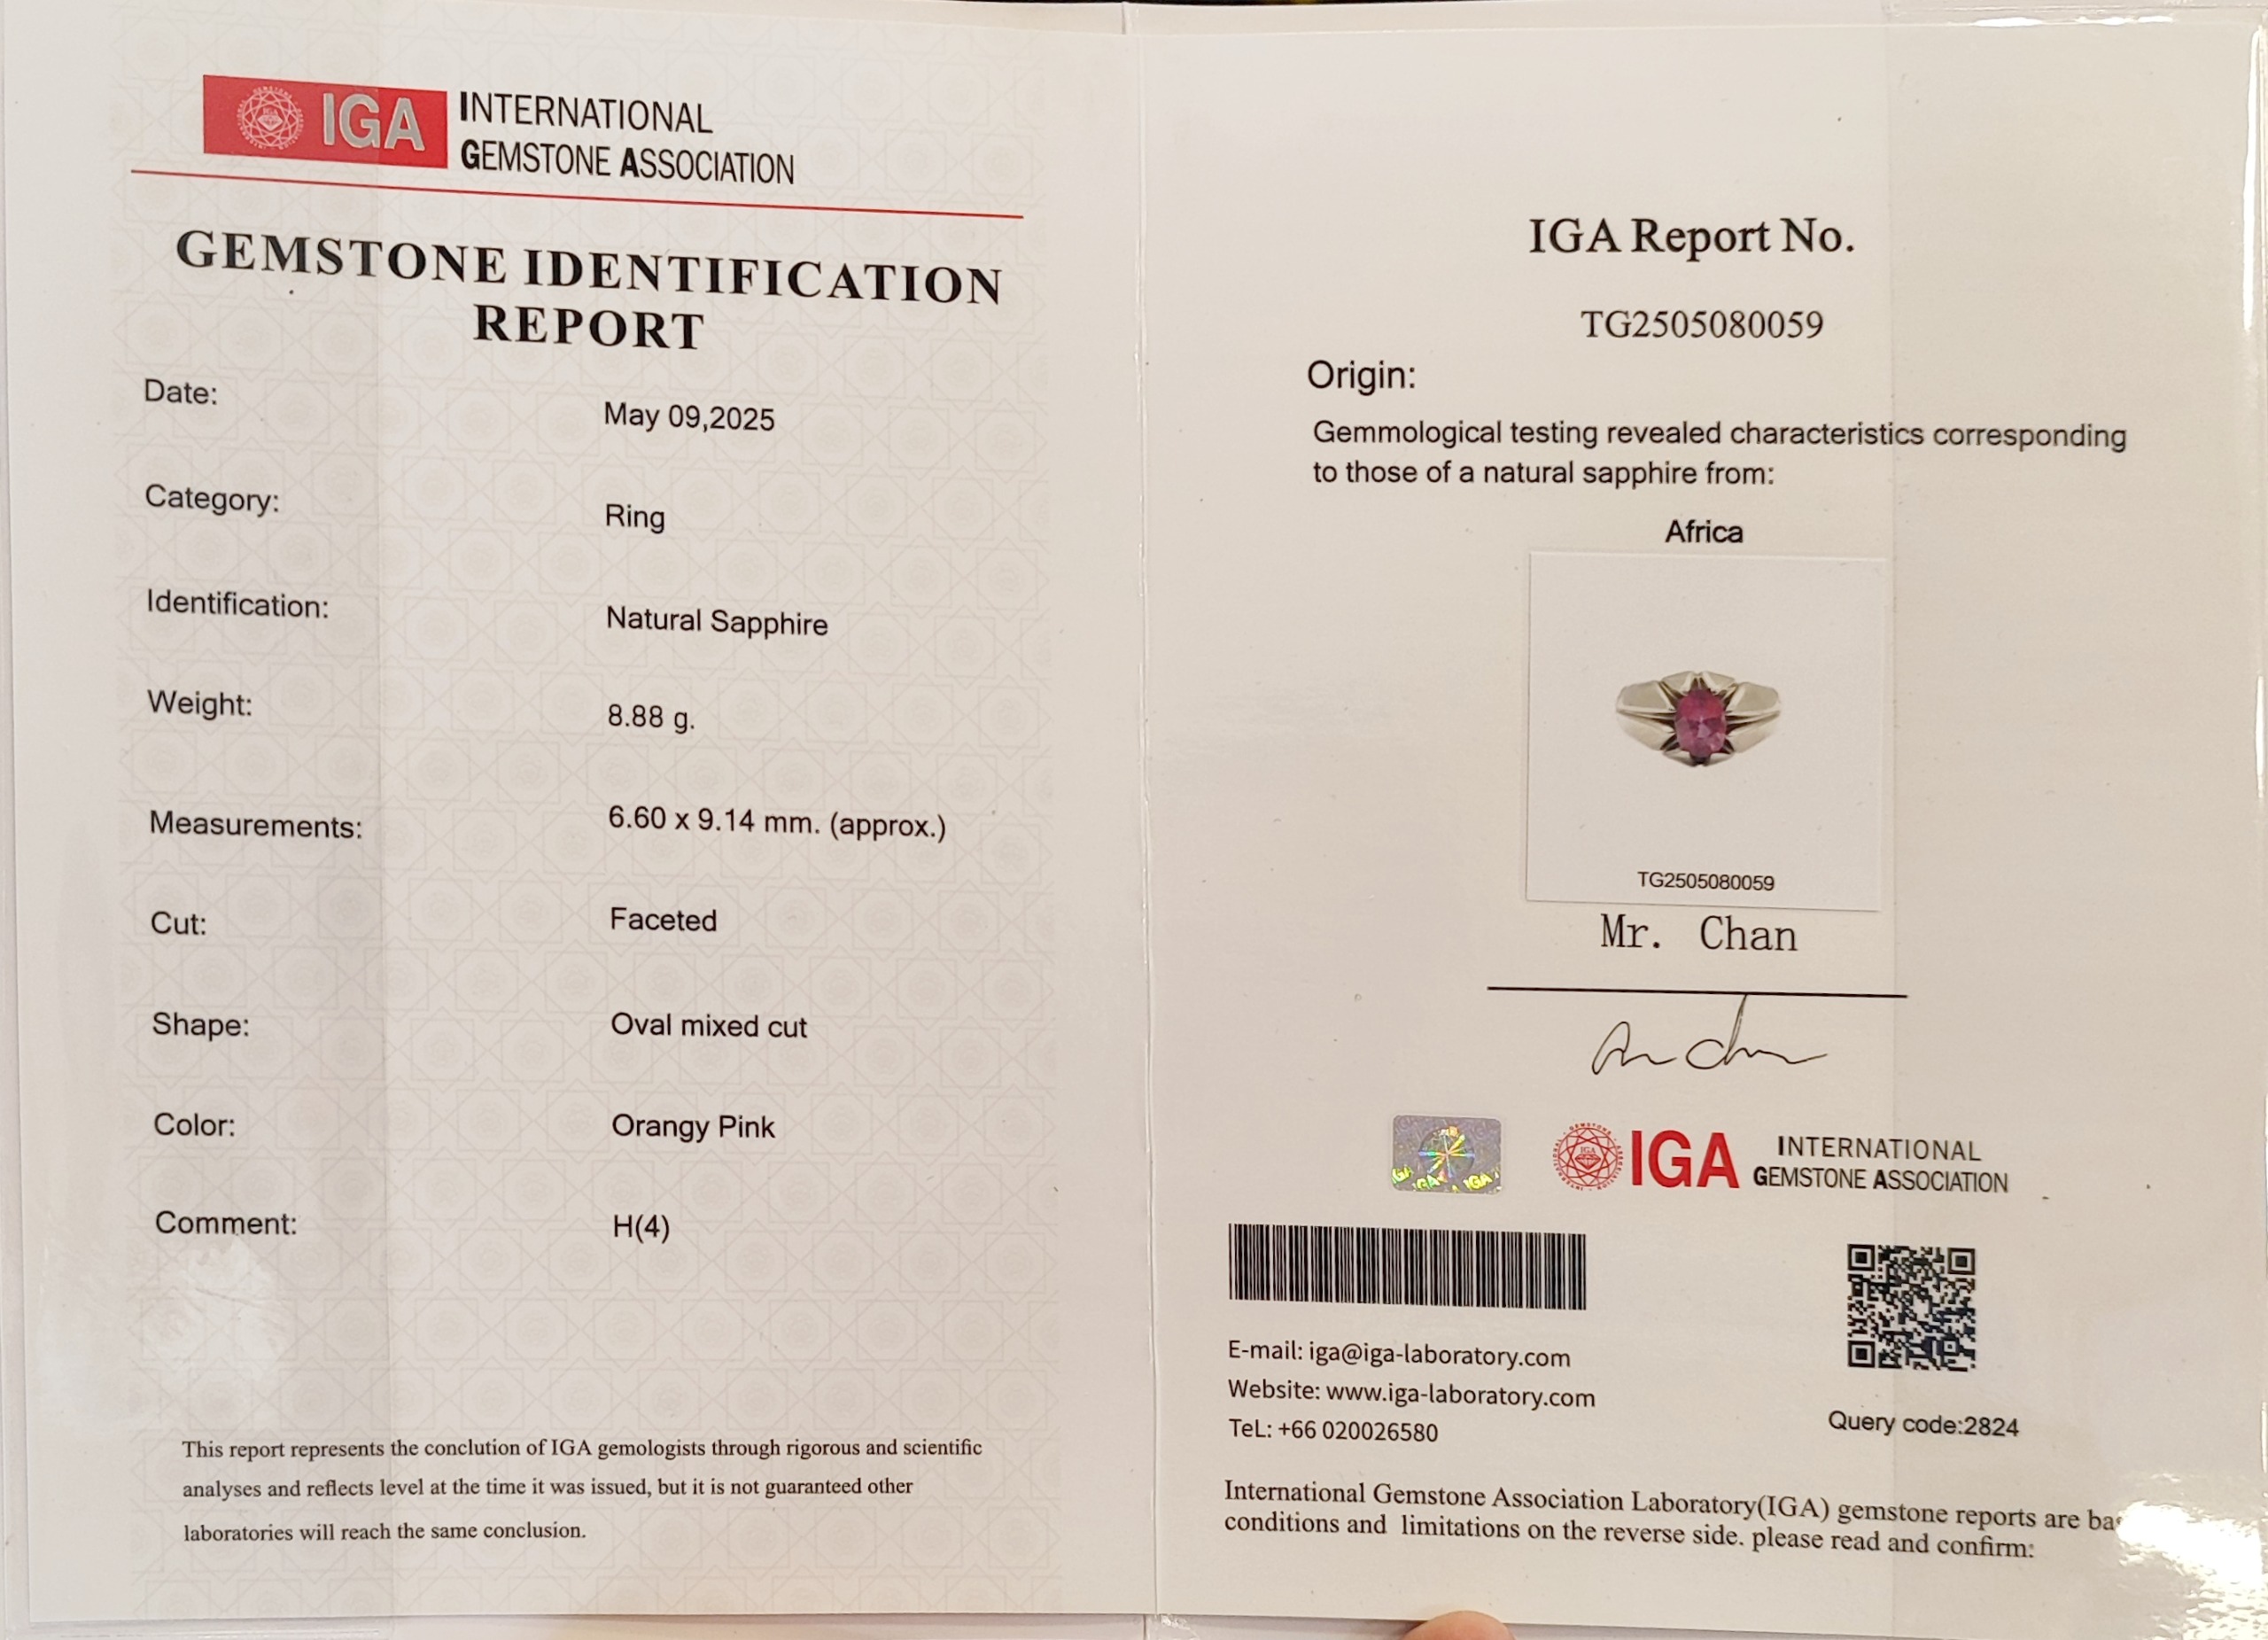 IGA INTERNATIONAL
GEMSTONE ASSOCIATION
GEMSTONE IDENTIFICATION
REPORT
Date: May 09,2025
Category: Ring
Identification: Natural Sapphire
Weight: 8.88 g.
Measurements: 6.60 x 9.14 mm. (approx.)
Cut: Faceted
Shape: Oval mixed cut
Color: Orangy Pink
Comment: H(4)
This report represents the conclution of IGA gemologists through rigorous and scientific
analyses and reflects level at the time it was issued, but it is not guaranteed other
laboratories will reach the same conclusion.
IGA Report No.
TG2505080059
Origin:
Gemmological testing revealed characteristics corresponding
to those of a natural sapphire from:
Africa
TG2505080059
Mr. Chan
IGA INTERNATIONAL
GEMSTONE ASSOCIATION
E-mail: iga@iga-laboratory.com
Website: www.iga-laboratory.com
TeL: +66 020026580
Query code:2824
International Gemstone Association Laboratory(IGA) gemstone reports are
conditions and limitations on the reverse side. please read and confirm: